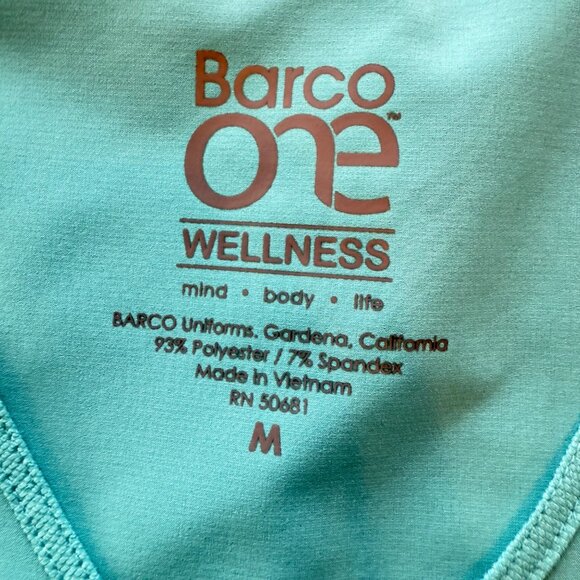 Barco
one™
WELLNESS
mind • body • life
BARCO Uniforms. Gardena, California
93% Polyester / 7% Spandex
Made in Vietnam
RN 50681
M